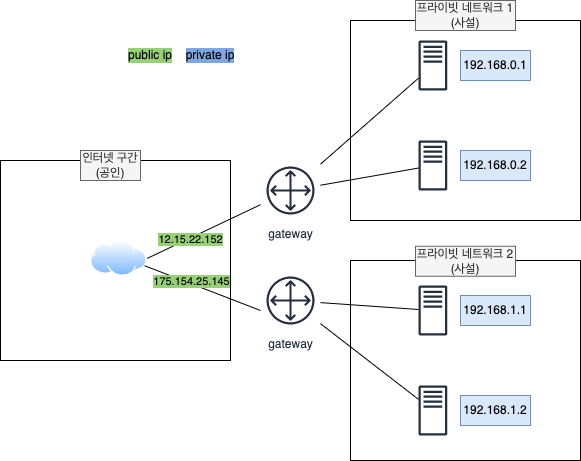 프라이빗 네트워크 1
(사설)
public ip
private ip
192.168.0.1
인터넷 구간
(공인)
192.168.0.2
12.15.22.152
gateway
프라이빗 네트워크 2
(사설)
175.154.25.145
192.168.1.1
gateway
192.168.1.2